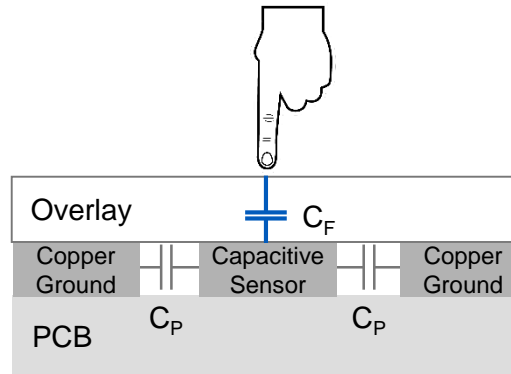 Overlay
C_F
Copper Ground
Capacitive Sensor
Copper Ground
C_P
C_P
PCB